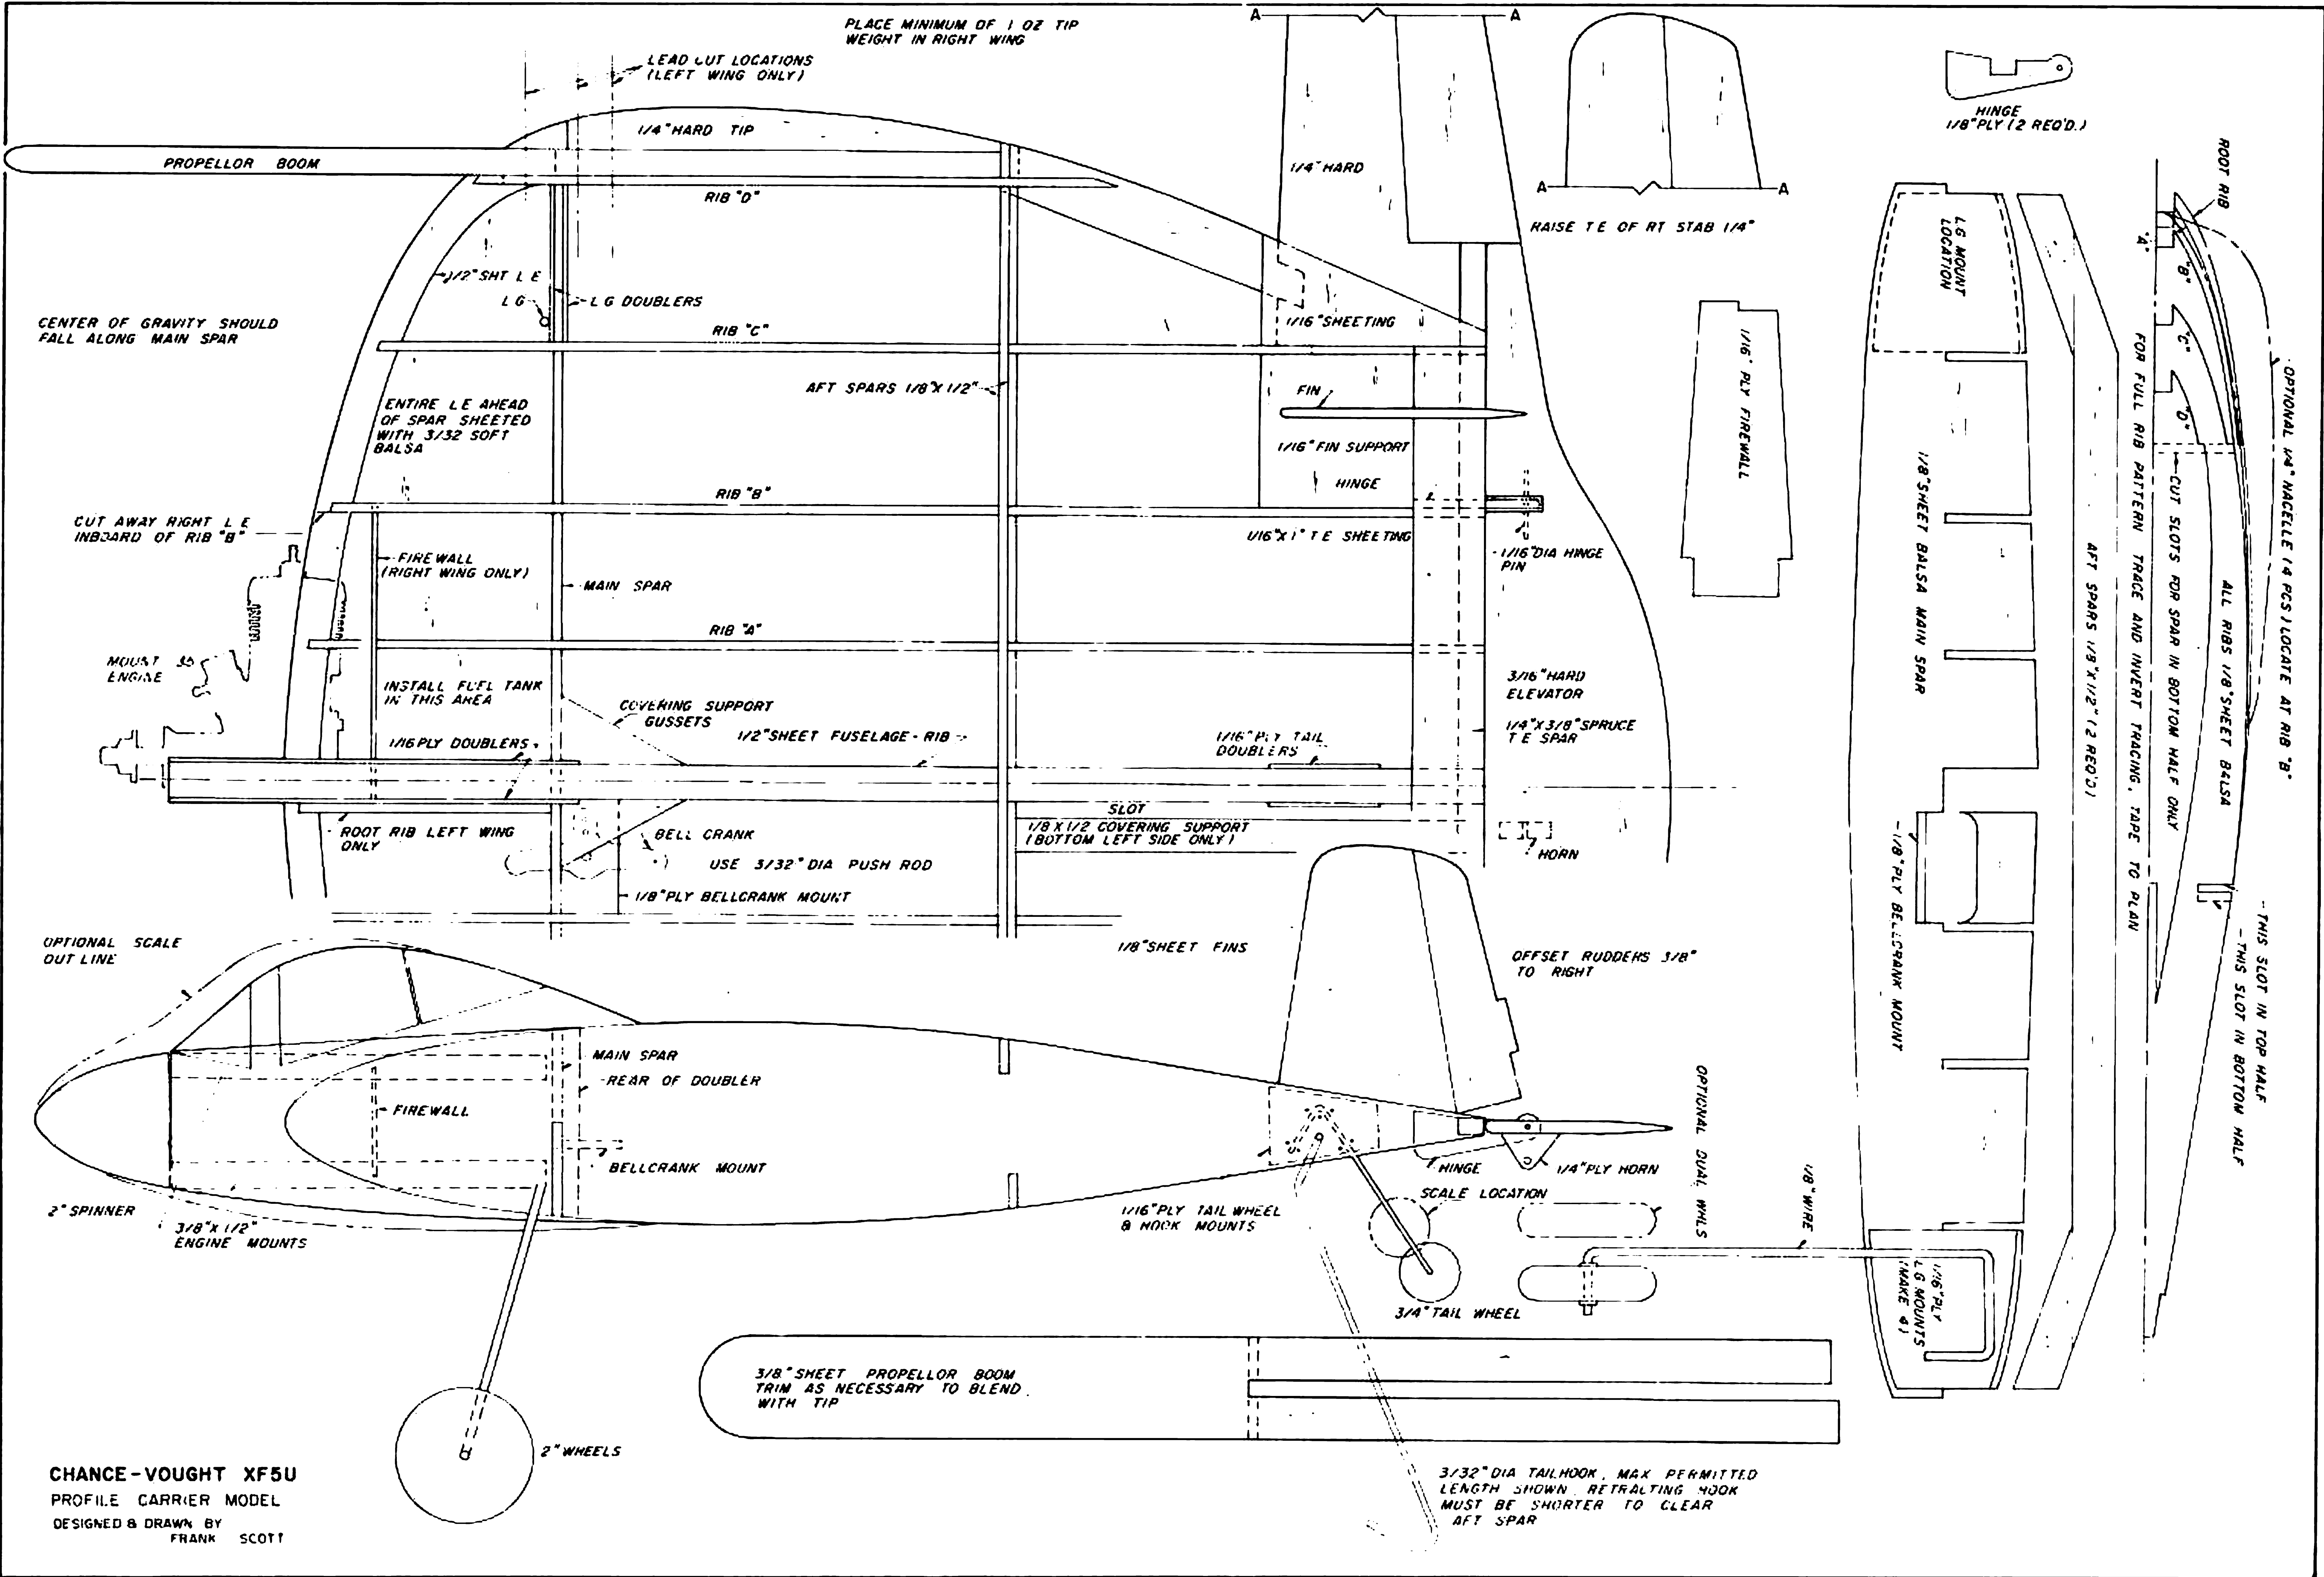 PLACE MINIMUM OF 1 OZ TIP
WEIGHT IN RIGHT WING
LEAD OUT LOCATIONS
(LEFT WING ONLY)
1/4" HARD TIP
PROPELLOR BOOM
RIB "D"
1/2" SHT L E
L G
L G DOUBLERS
CENTER OF GRAVITY SHOULD
FALL ALONG MAIN SPAR
RIB "C"
AFT SPARS 1/8" X 1/2"
ENTIRE LE AHEAD
OF SPAR SHEETED
WITH 3/32 SOFT
BALSA
RIB "B"
CUT AWAY RIGHT L E
INBOARD OF RIB "B"
FIREWALL
(RIGHT WING ONLY)
MAIN SPAR
RIB "A"
MOUNT 35
ENGINE
INSTALL FUEL TANK
IN THIS AREA
COVERING SUPPORT
GUSSETS
1/16 PLY DOUBLERS
1/2" SHEET FUSELAGE - RIB
1/16" PLY TAIL
DOUBLERS
ROOT RIB LEFT WING
ONLY
BELL CRANK
USE 3/32" DIA PUSH ROD
1/8" PLY BELLCRANK MOUNT
SLOT
1/8 X 1/2 COVERING SUPPORT
(BOTTOM LEFT SIDE ONLY)
HORN
A
A
1/4" HARD
1/16" SHEETING
FIN
1/16" FIN SUPPORT
HINGE
1/16" X 1" T E SHEETING
1/16" DIA HINGE
PIN
3/16" HARD
ELEVATOR
1/4" X 3/8" SPRUCE
T E SPAR
A
A
RAISE T E OF RT STAB 1/4"
HINGE
1/8" PLY (2 REQ'D.)
1/16" PLY FIREWALL
L G MOUNT
LOCATION
1/8" SHEET BALSA MAIN SPAR
1/8" PLY BELLCRANK MOUNT
AFT SPARS 1/8" X 1/2" (2 REQ'D)
FOR FULL RIB PATTERN TRACE AND INVERT TRACING, TAPE TO PLAN
ROOT RIB
"A"
"B"
"C"
"D"
CUT SLOTS FOR SPAR IN BOTTOM HALF ONLY
ALL RIBS 1/8" SHEET BALSA
OPTIONAL 1/4" NACELLE (4 PCS) LOCATE AT RIB "B"
THIS SLOT IN TOP HALF
THIS SLOT IN BOTTOM HALF
OPTIONAL SCALE
OUT LINE
MAIN SPAR
REAR OF DOUBLER
FIREWALL
BELLCRANK MOUNT
2" SPINNER
3/8" X 1/2"
ENGINE MOUNTS
2" WHEELS
1/8" SHEET FINS
OFFSET RUDDERS 3/8"
TO RIGHT
HINGE
1/4" PLY HORN
SCALE LOCATION
1/16" PLY TAIL WHEEL
& HOOK MOUNTS
3/4" TAIL WHEEL
OPTIONAL DUAL WHLS
1/8" WIRE
1/16" PLY
L G MOUNTS
(MAKE 4)
3/8" SHEET PROPELLOR BOOM
TRIM AS NECESSARY TO BLEND
WITH TIP
3/32" DIA TAILHOOK, MAX PERMITTED
LENGTH SHOWN, RETRACTING HOOK
MUST BE SHORTER TO CLEAR
AFT SPAR
CHANCE-VOUGHT XF5U
PROFILE CARRIER MODEL
DESIGNED & DRAWN BY
FRANK SCOTT